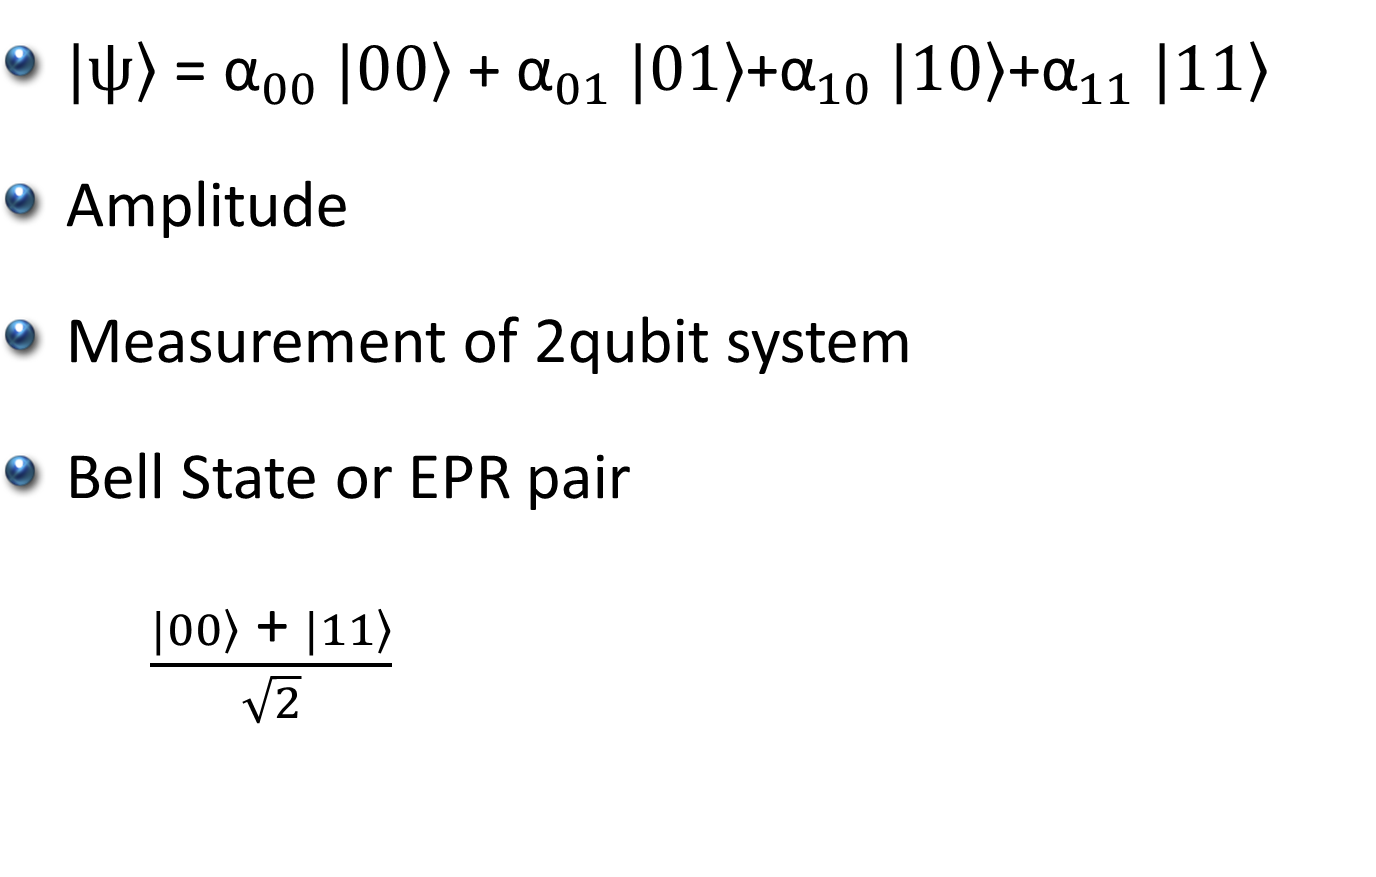 |ψ⟩ = α₀₀ |00⟩ + α₀₁ |01⟩+α₁₀ |10⟩+α₁₁ |11⟩
Amplitude
Measurement of 2qubit system
Bell State or EPR pair
|00⟩ + |11⟩
√2